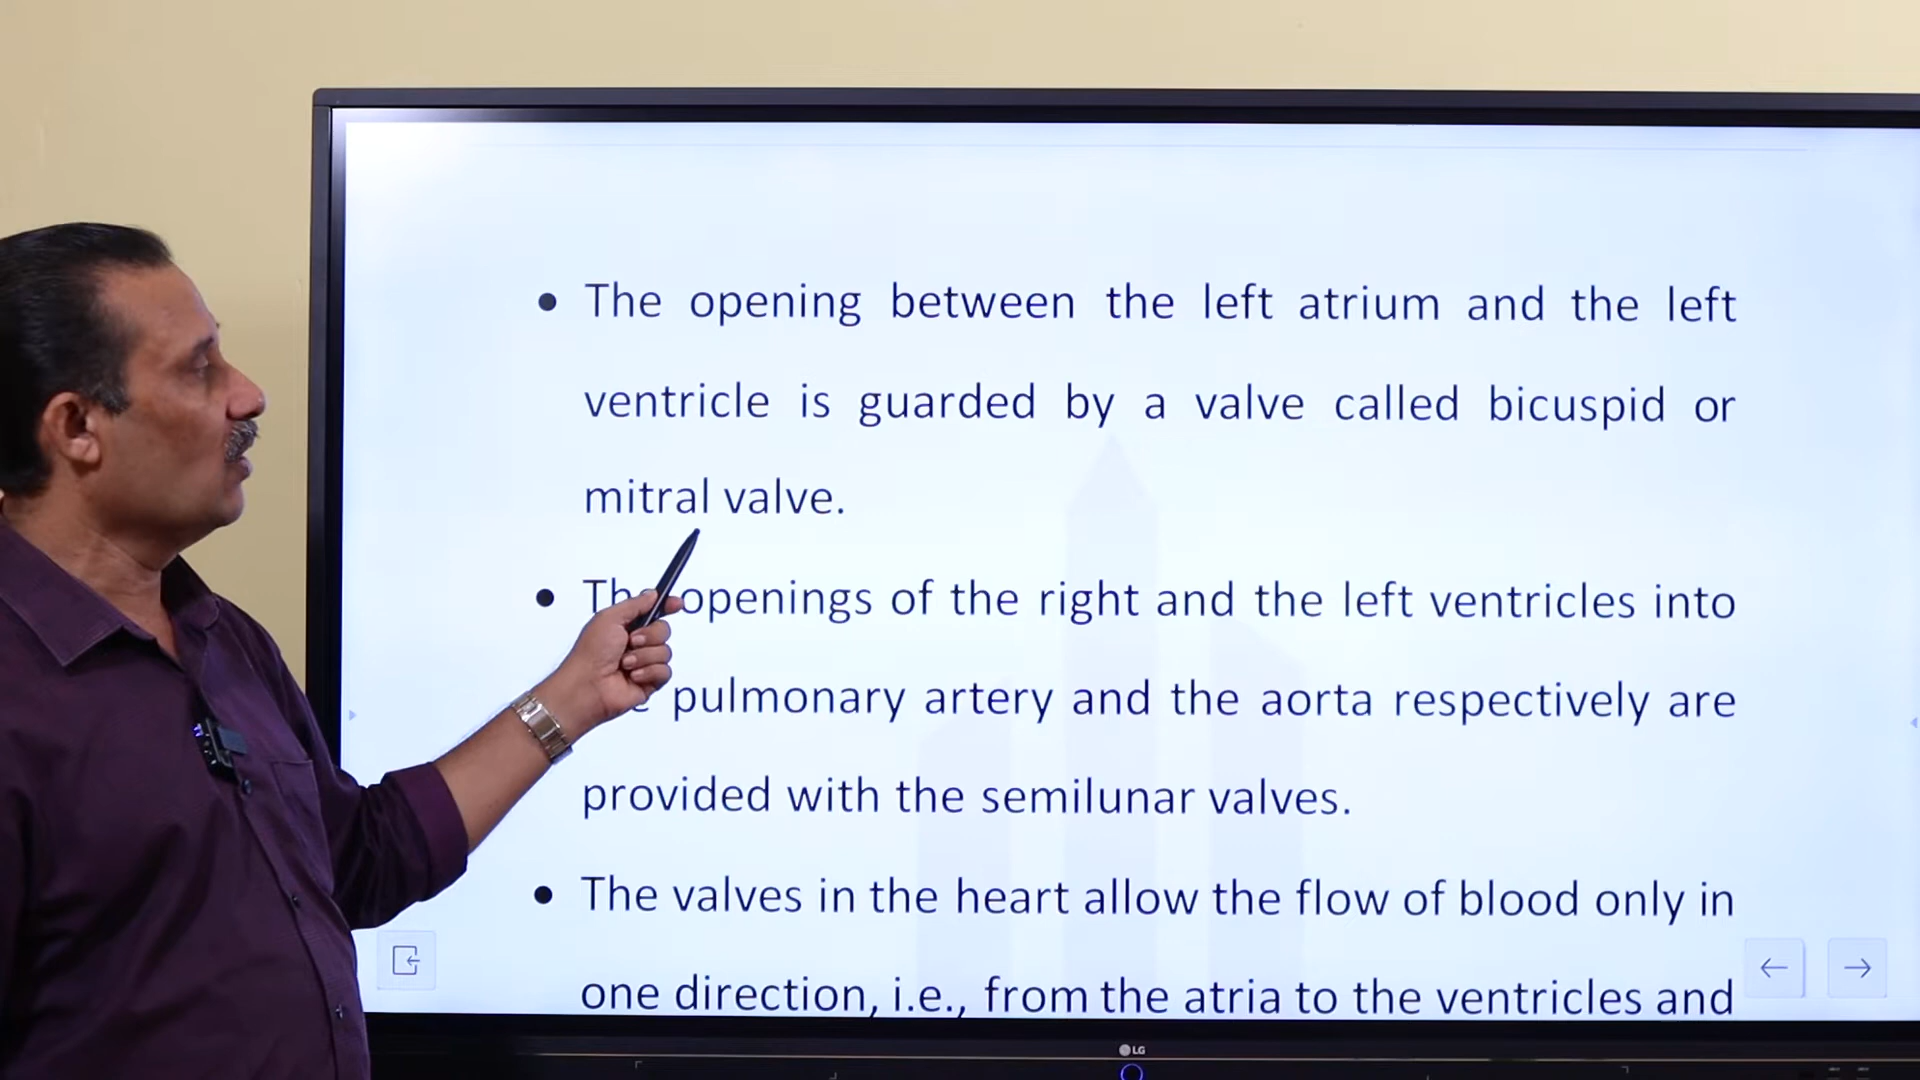 The opening between the left atrium and the left
ventricle is guarded by a valve called bicuspid or
mitral valve.
The openings of the right and the left ventricles into
pulmonary artery and the aorta respectively are
provided with the semilunar valves.
The valves in the heart allow the flow of blood only in
one direction, i.e., from the atria to the ventricles and
LG